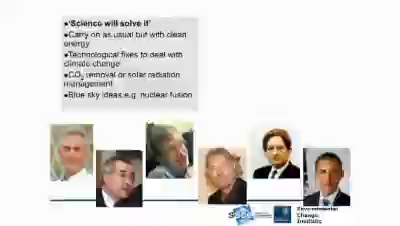 ●'Science will solve it'
●Carry on as usual but with clean
energy
●Technological fixes to deal with
climate change
●CO₂ removal or solar radiation
management
●Blue sky ideas e.g. nuclear fusion
Environmental
Change
Institute